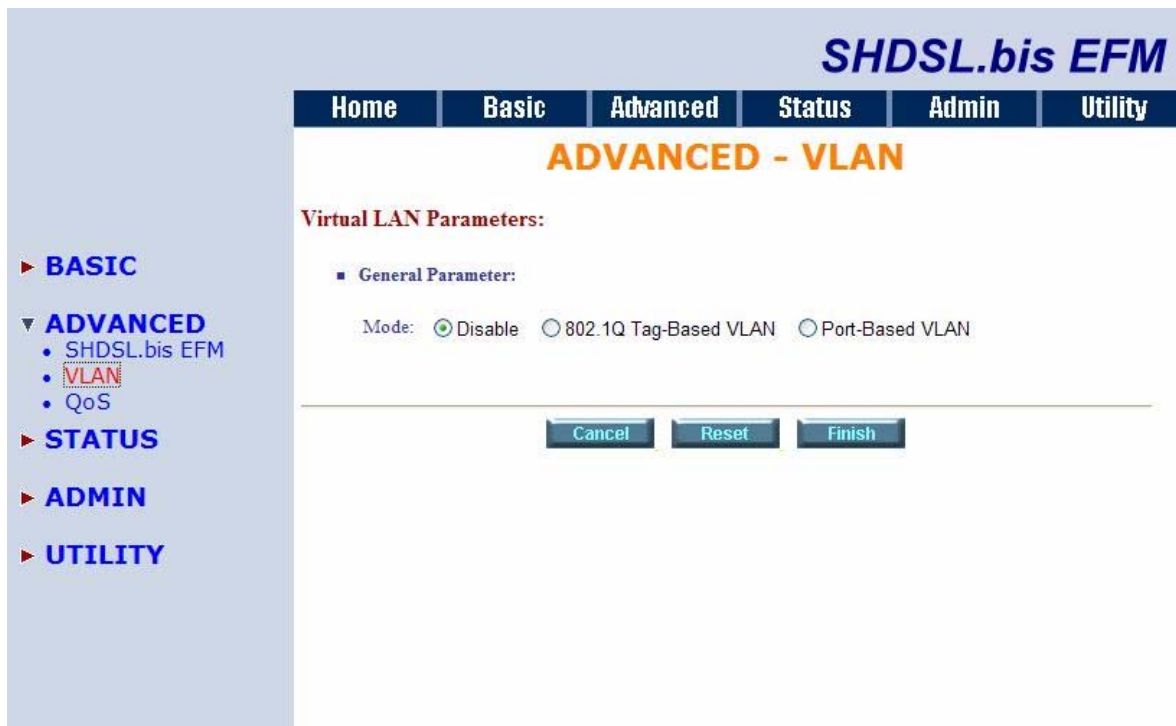 SHDSL.bis EFM
Home Basic Advanced Status Admin Utility
ADVANCED - VLAN
Virtual LAN Parameters:
General Parameter:
Mode: Disable 802.1Q Tag-Based VLAN Port-Based VLAN
Cancel Reset Finish
BASIC
ADVANCED
SHDSL.bis EFM
VLAN
QoS
STATUS
ADMIN
UTILITY